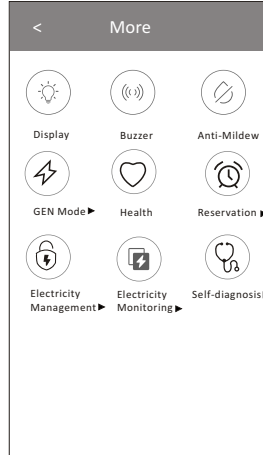 < More
Display Buzzer Anti-Mildew
GEN Mode► Health Reservation ►
Electricity Electricity Self-diagnosis
Management► Monitoring►